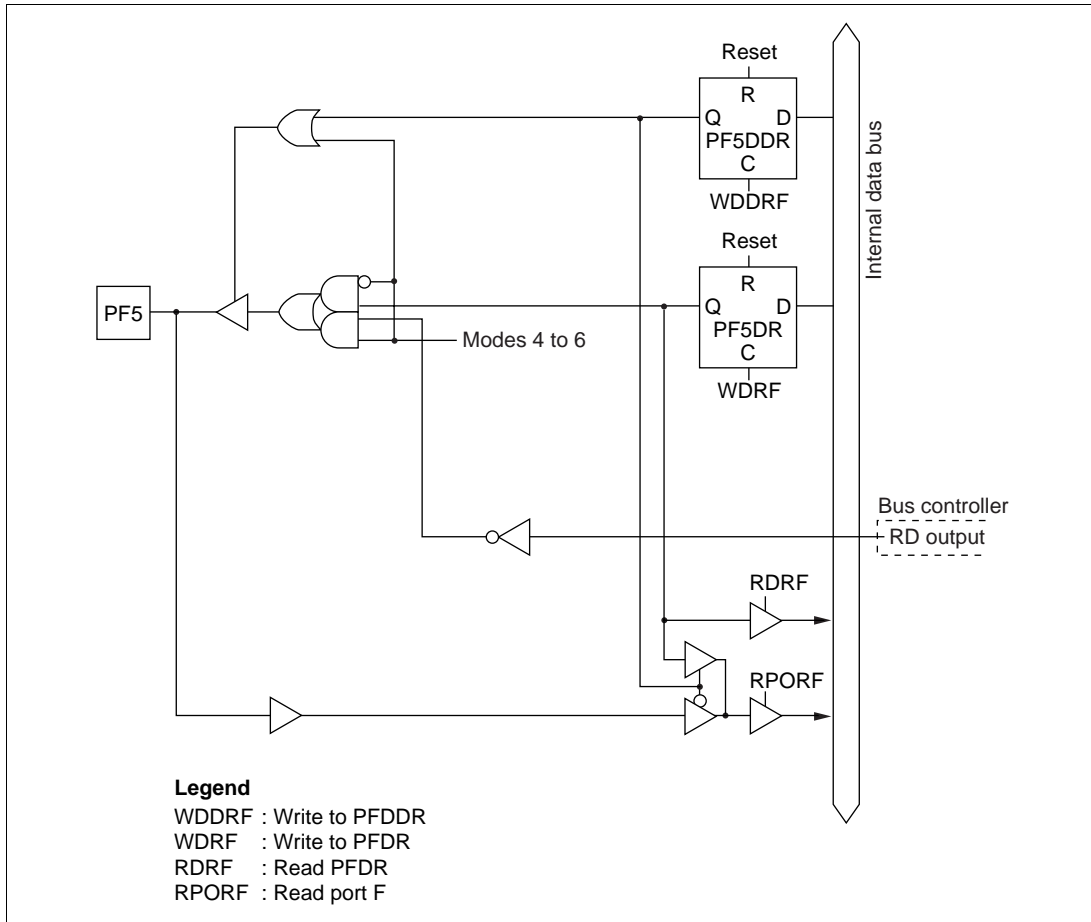 Reset
R
Q D
PF5DDR
C
WDDRF
Internal data bus
Reset
R
Q D
PF5DR
C
WDRF
PF5
Modes 4 to 6
Bus controller
RD output
RDRF
RPORF
Legend
WDDRF : Write to PFDDR
WDRF : Write to PFDR
RDRF : Read PFDR
RPORF : Read port F